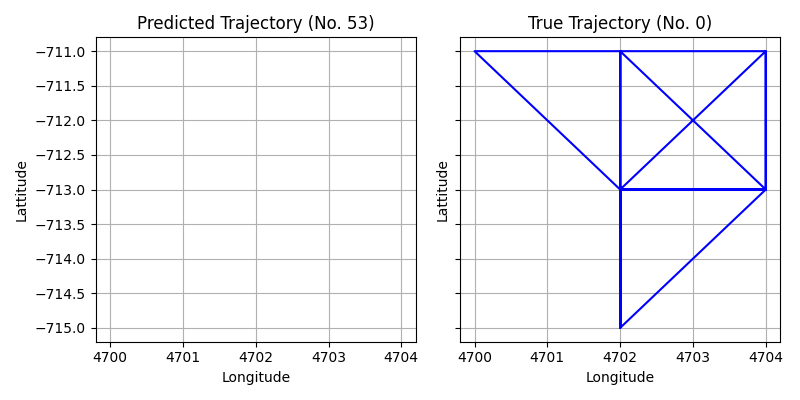 Predicted Trajectory (No. 53)
True Trajectory (No. 0)
−711.0
−711.5
−712.0
−712.5
−713.0
−713.5
−714.0
−714.5
−715.0
Lattitude
Lattitude
4700 4701 4702 4703 4704
4700 4701 4702 4703 4704
Longitude
Longitude